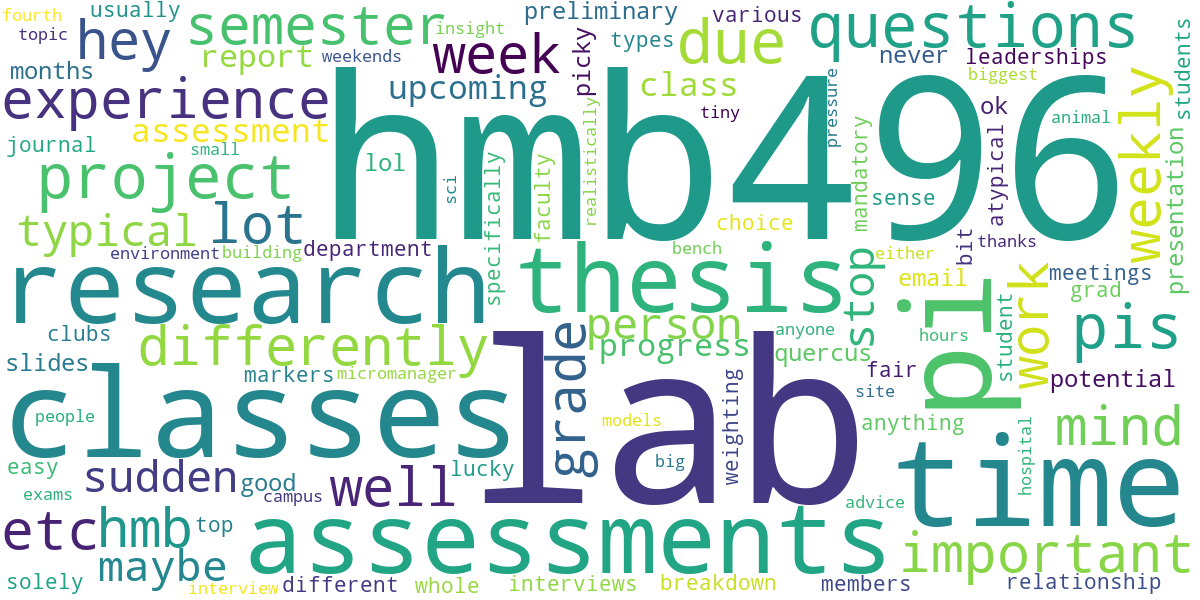 fourth
usually
preliminary
various
questions
topic
hey
semester
insight
week
picky
types
due
never
leaderships
students
months
report
weekends
upcoming
class
biggest
experience
hmb496
tiny
pressure
ok
animal
weekly
assessment
journal
small
lol
project
sci
specifically
faculty
realistically
mandatory
sense
atypical
presentation
typical
lot
choice
environment
building
department
bench
either
bit
thanks
research
thesis
stop
email
work
meetings
grad
clubs
differently
person
anyone
pi
hours
student
pis
slides
markers
micromanager
grade
progress
quercus
fair
site
potential
classes
people
lab
models
weighting
anything
mind
easy
sudden
good
lucky
big
time
hospital
exams
campus
well
advice
etc
hmb
top
assessments
important
maybe
solely
interview
different
whole
interviews
breakdown
members
relationship